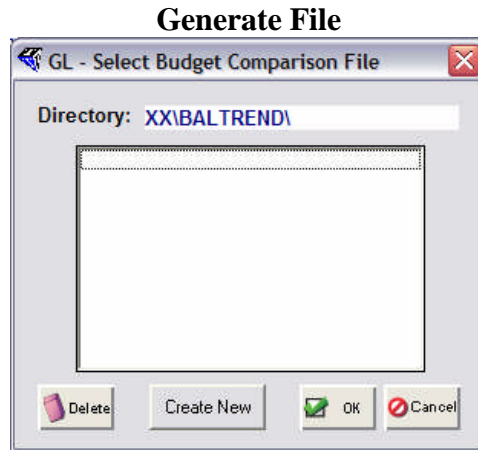 Generate File
GL - Select Budget Comparison File
Directory: XX\BALTREND\
Delete Create New OK Cancel